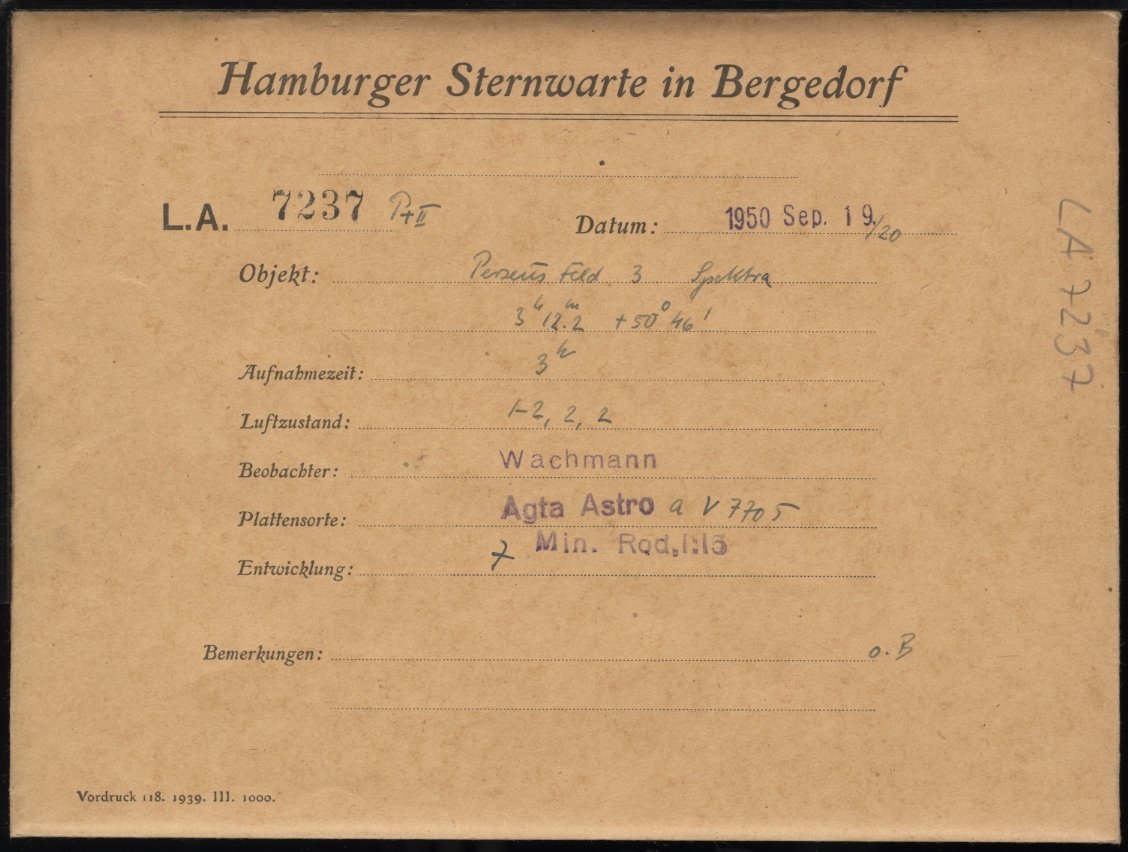 Hamburger Sternwarte in Bergedorf
L.A. 7237 P+II
Datum: 1950 Sep. 19./20
Objekt: Perseus Feld 3 Spektra
3h 12m.2 +50° 46'
Aufnahmezeit: 3h
Luftzustand: 1-2, 2, 2
Beobachter: Wachmann
Plattensorte: Agfa Astro a V 7705
Entwicklung: 7 Min. Rod. 1:15
Bemerkungen: o. B
Vordruck 118. 1939. III. 1000.
LA 7237